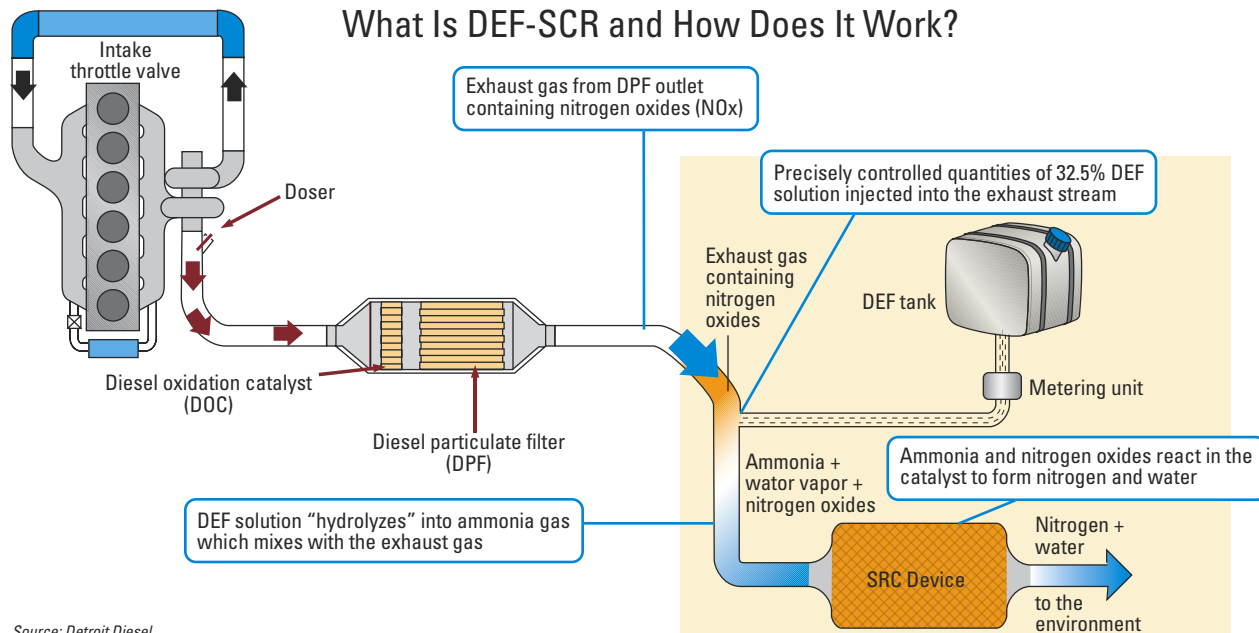 What Is DEF-SCR and How Does It Work?
Intake
throttle valve
Exhaust gas from DPF outlet
containing nitrogen oxides (NOx)
Precisely controlled quantities of 32.5% DEF
solution injected into the exhaust stream
Doser
Exhaust gas
containing
nitrogen
oxides
DEF tank
Diesel oxidation catalyst
(DOC)
Metering unit
Diesel particulate filter
(DPF)
Ammonia +
wator vapor +
nitrogen oxides
Ammonia and nitrogen oxides react in the
catalyst to form nitrogen and water
DEF solution “hydrolyzes” into ammonia gas
which mixes with the exhaust gas
Nitrogen +
water
SRC Device
to the
environment
Source: Detroit Diesel